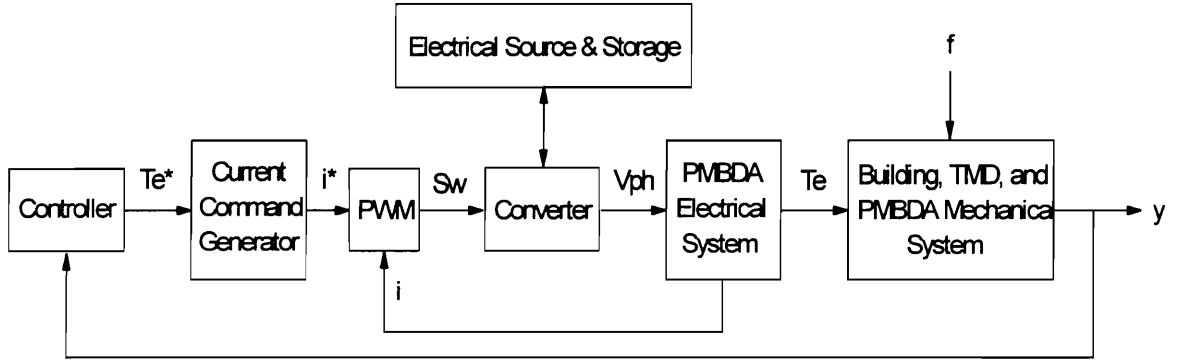 Electrical Source & Storage
f
Controller
Te*
Current
Command
Generator
i*
PWM
Sw
Converter
Vph
PMBDA
Electrical
System
Te
Building, TMD, and
PMBDA Mechanical
System
y
i